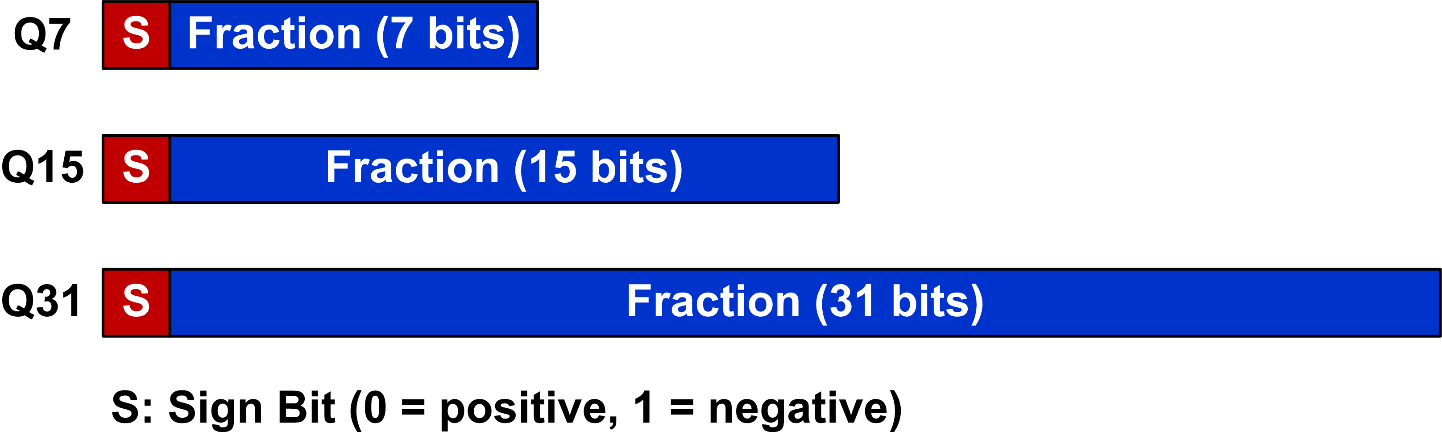 Q7 S Fraction (7 bits)
Q15 S Fraction (15 bits)
Q31 S Fraction (31 bits)
S: Sign Bit (0 = positive, 1 = negative)